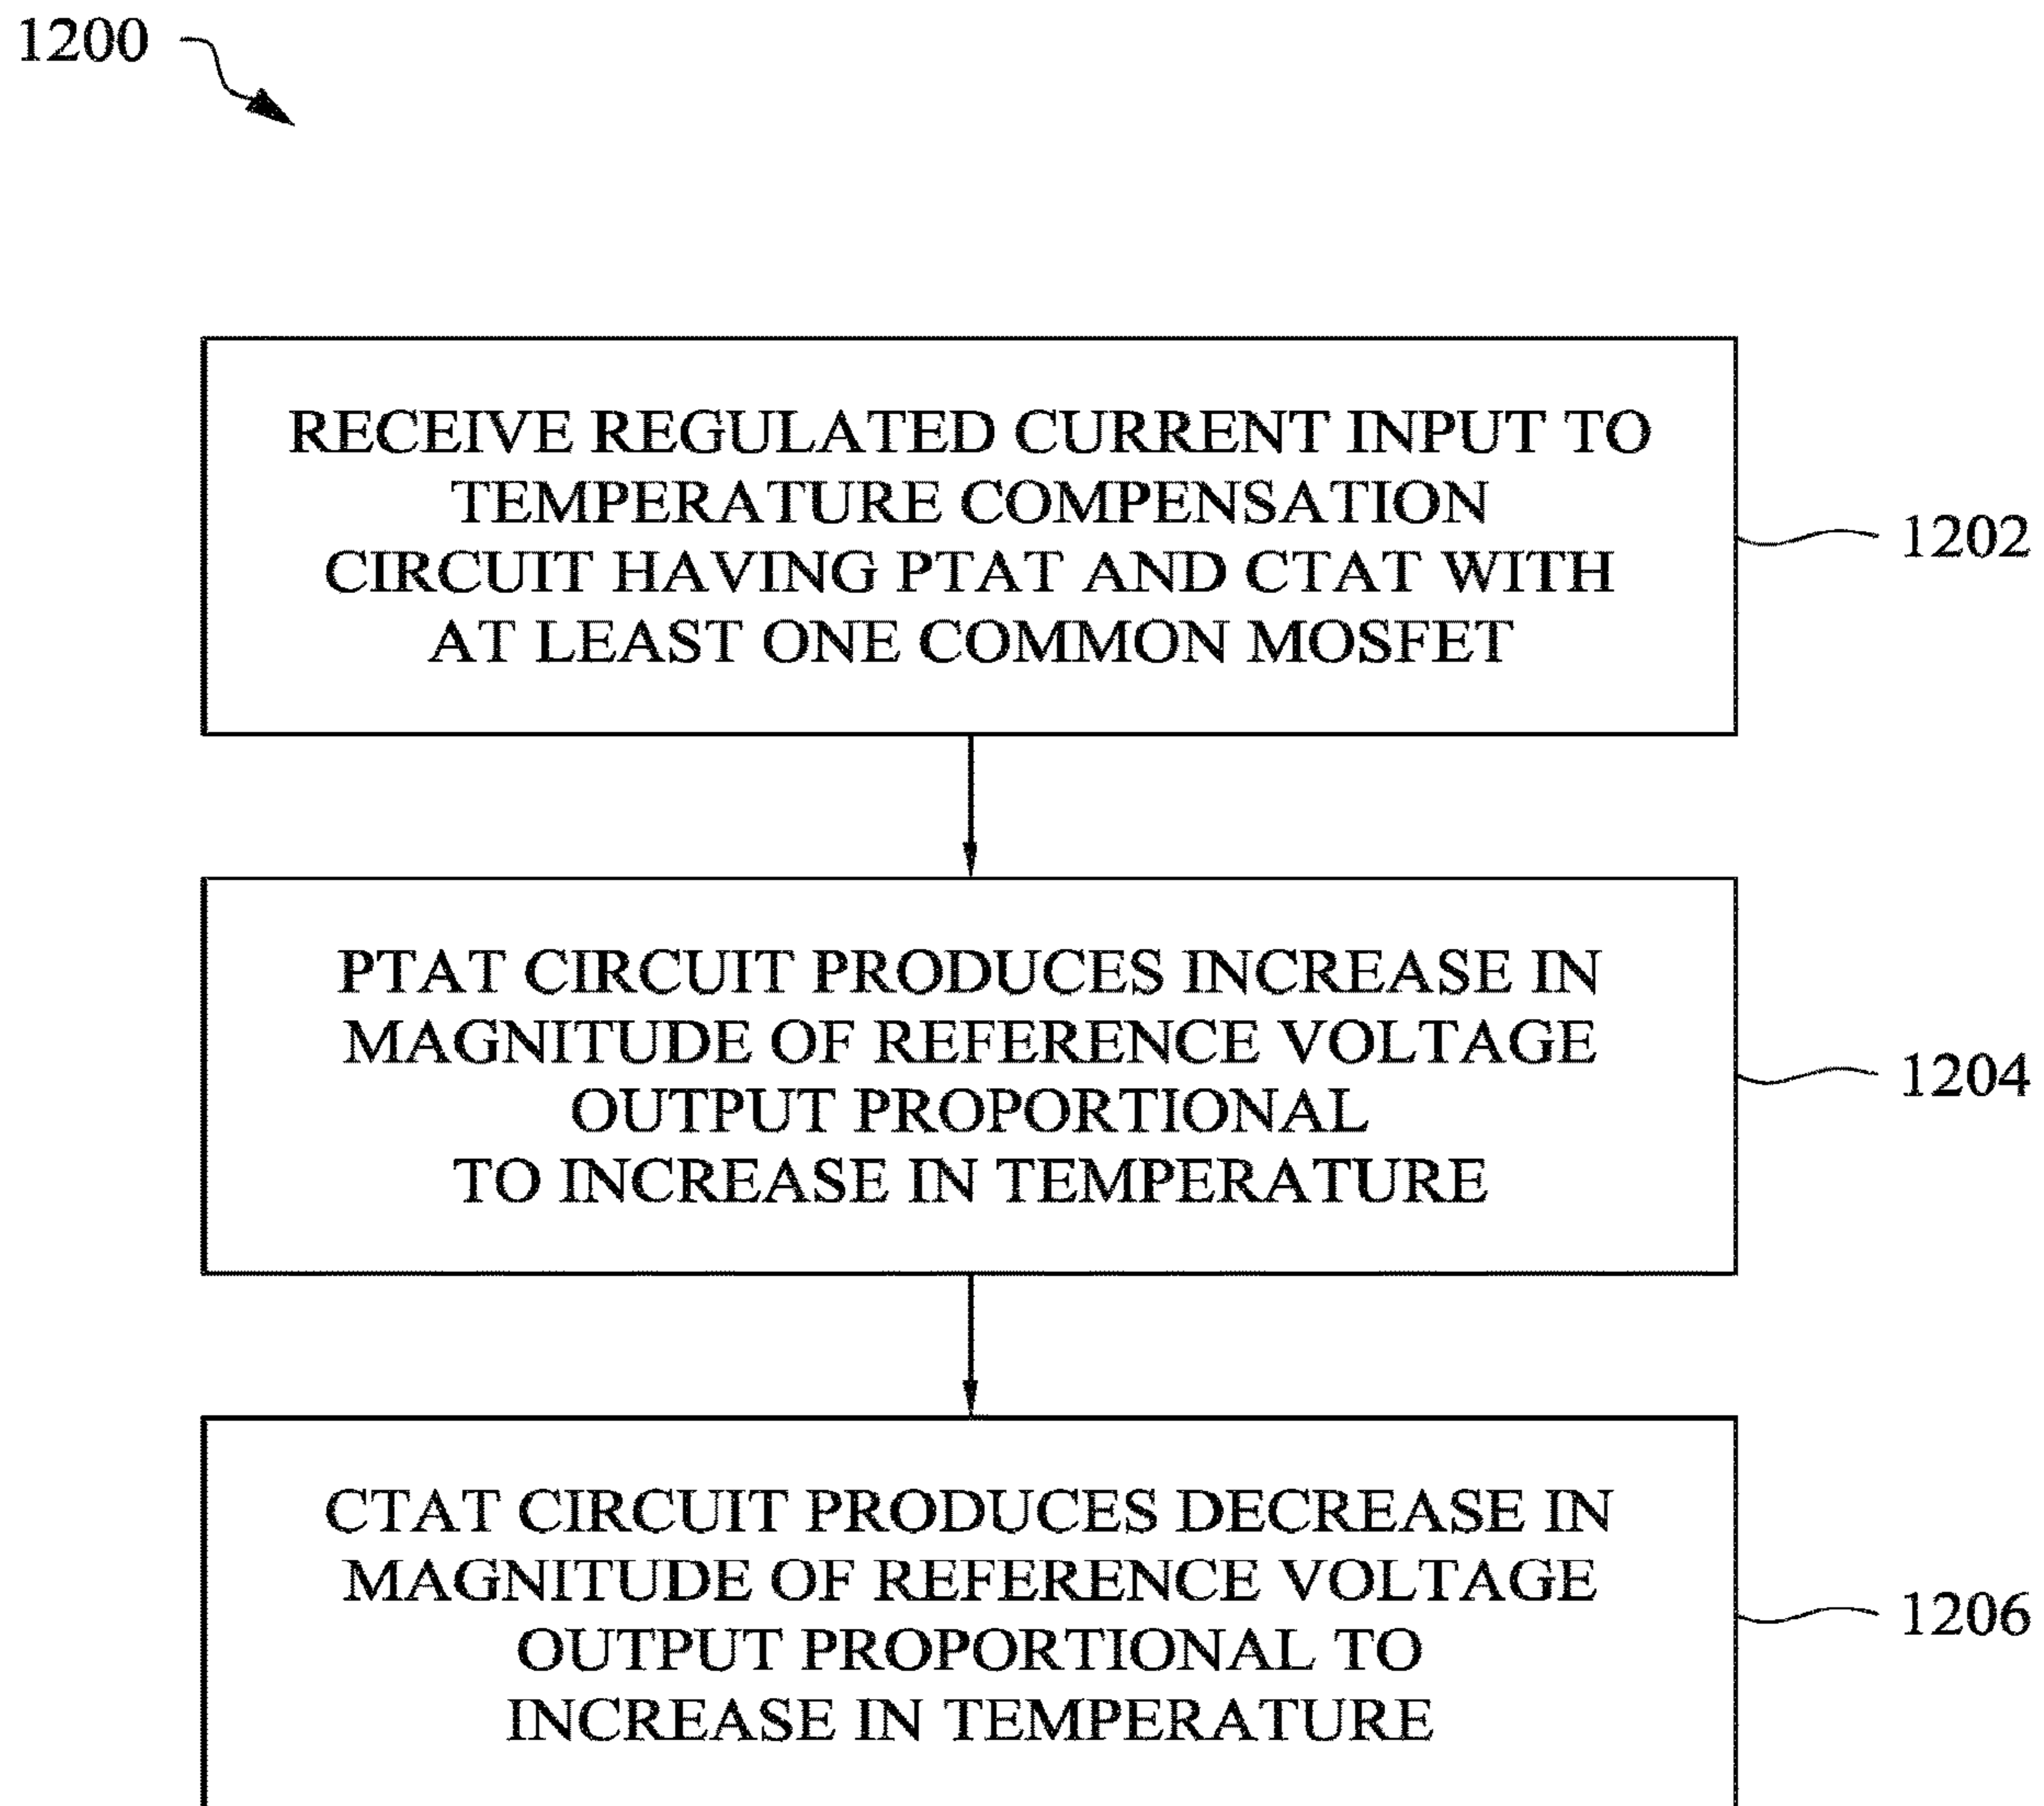 1200
RECEIVE REGULATED CURRENT INPUT TO
TEMPERATURE COMPENSATION
CIRCUIT HAVING PTAT AND CTAT WITH
AT LEAST ONE COMMON MOSFET
1202
PTAT CIRCUIT PRODUCES INCREASE IN
MAGNITUDE OF REFERENCE VOLTAGE
OUTPUT PROPORTIONAL
TO INCREASE IN TEMPERATURE
1204
CTAT CIRCUIT PRODUCES DECREASE IN
MAGNITUDE OF REFERENCE VOLTAGE
OUTPUT PROPORTIONAL TO
INCREASE IN TEMPERATURE
1206